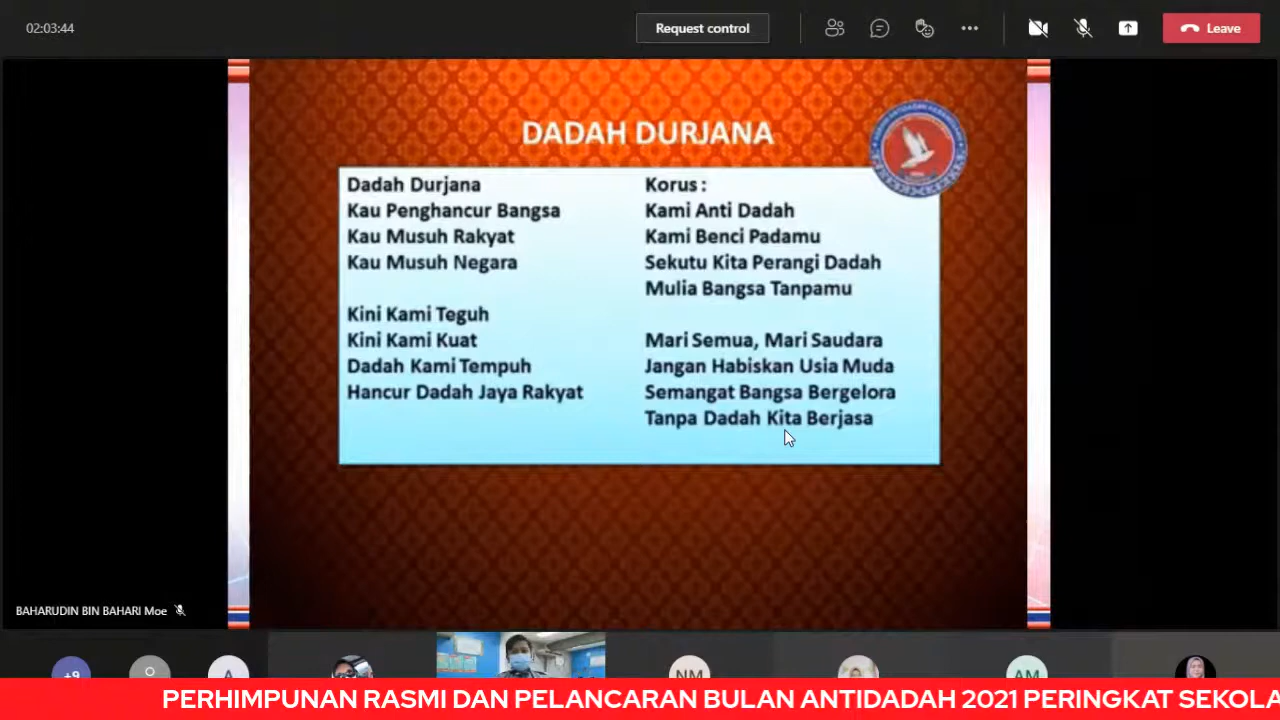 02:03:44
Request control
Leave
DADAH DURJANA
Dadah Durjana
Kau Penghancur Bangsa
Kau Musuh Rakyat
Kau Musuh Negara
Kini Kami Teguh
Kini Kami Kuat
Dadah Kami Tempuh
Hancur Dadah Jaya Rakyat
Korus :
Kami Anti Dadah
Kami Benci Padamu
Sekutu Kita Perangi Dadah
Mulia Bangsa Tanpamu
Mari Semua, Mari Saudara
Jangan Habiskan Usia Muda
Semangat Bangsa Bergelora
Tanpa Dadah Kita Berjasa
BAHARUDIN BIN BAHARI Moe
+9
A
NM
AM
PERHIMPUNAN RASMI DAN PELANCARAN BULAN ANTIDADAH 2021 PERINGKAT SEKOLA